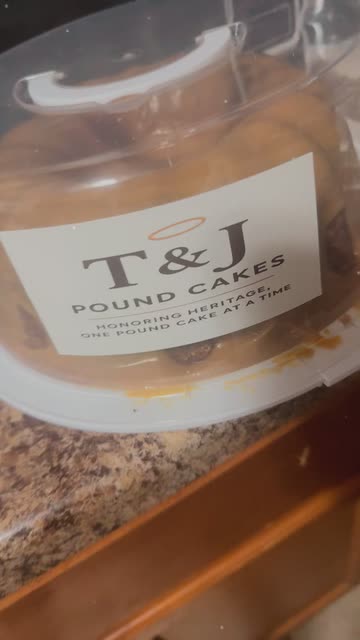 T & J
POUND CAKES
HONORING HERITAGE,
ONE POUND CAKE AT A TIME